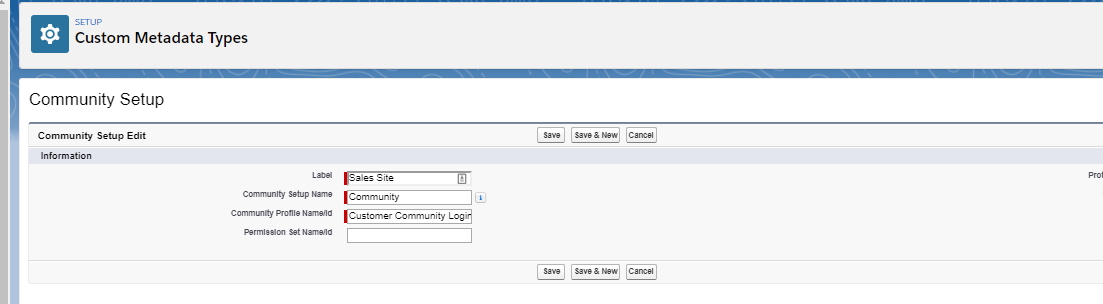 SETUP
Custom Metadata Types
Community Setup
Community Setup Edit
Save Save & New Cancel
Information
Label Sales Site
Community Setup Name Community i
Community Profile Name/Id Customer Community Login
Permission Set Name/Id
Save Save & New Cancel